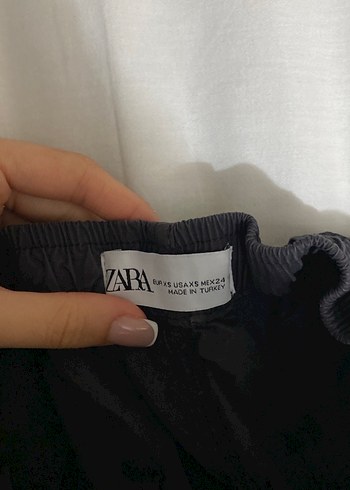 ZARA
EUR XS USA XS MEX 24
MADE IN TURKEY